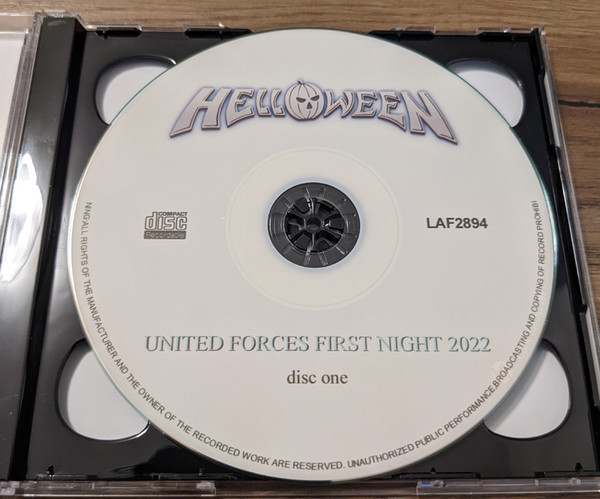 HELLOWEEN
COMPACT
disc
Recordable
LAF2894
UNITED FORCES FIRST NIGHT 2022
disc one
NING:ALL RIGHTS OF THE MANUFACTURER AND THE OWNER OF THE RECORDED WORK ARE RESERVED. UNAUTHORIZED PUBLIC PERFORMANCE,BROADCASTING AND COPYING OF RECORD PROHIBI